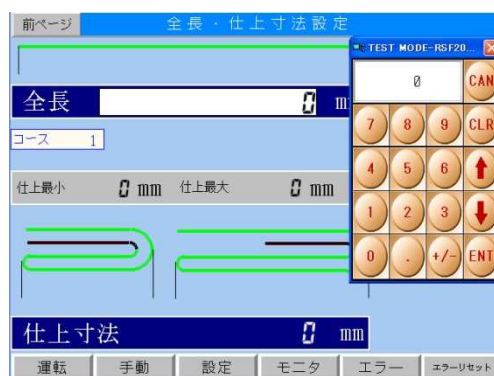 前ページ
全長・仕上寸法設定
TEST MODE-RSF20...
0
CAN
全長 0 m
7 8 9 CLR
コース 1
4 5 6
仕上最小 0 mm 仕上最大 0 mm
1 2 3
0 . +/- ENT
仕上寸法 0 mm
運転 手動 設定 モニタ エラー エラーリセット